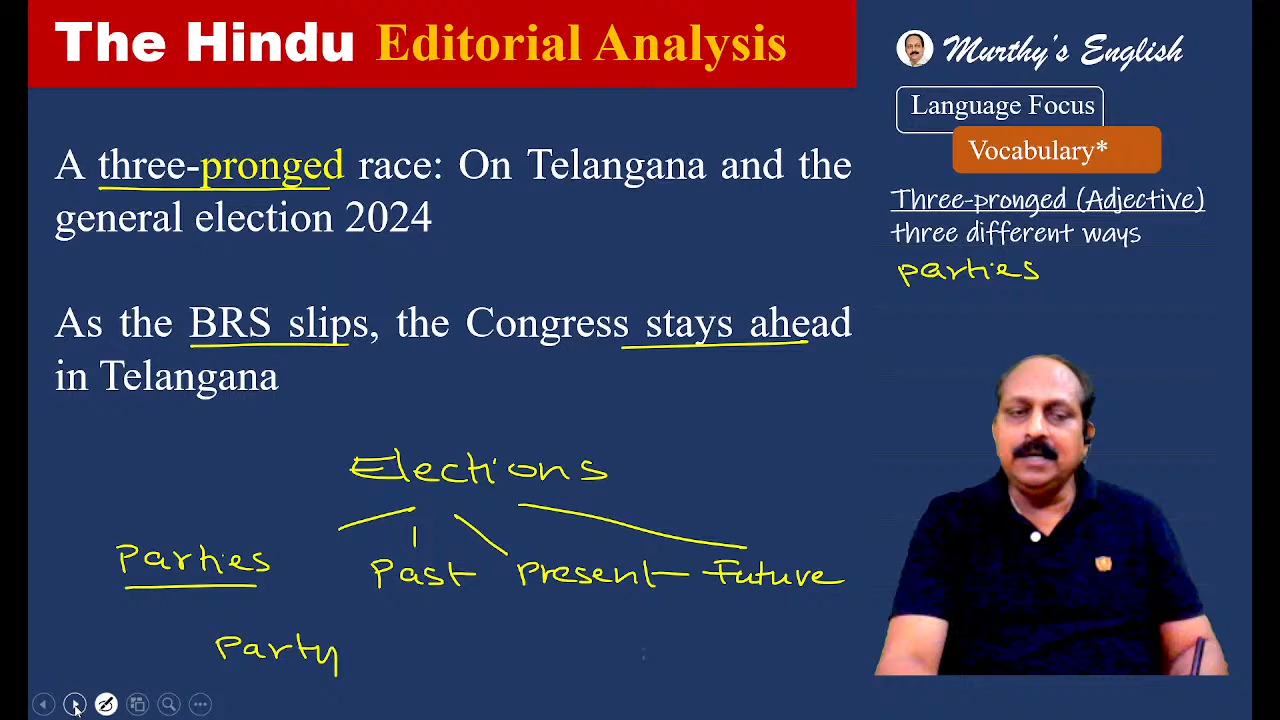 The Hindu Editorial Analysis
Murthy's English
Language Focus
Vocabulary*
A three-pronged race: On Telangana and the
general election 2024
Three-pronged (Adjective)
three different ways
parties
As the BRS slips, the Congress stays ahead
in Telangana
Elections
Parties
Past Present Future
Party